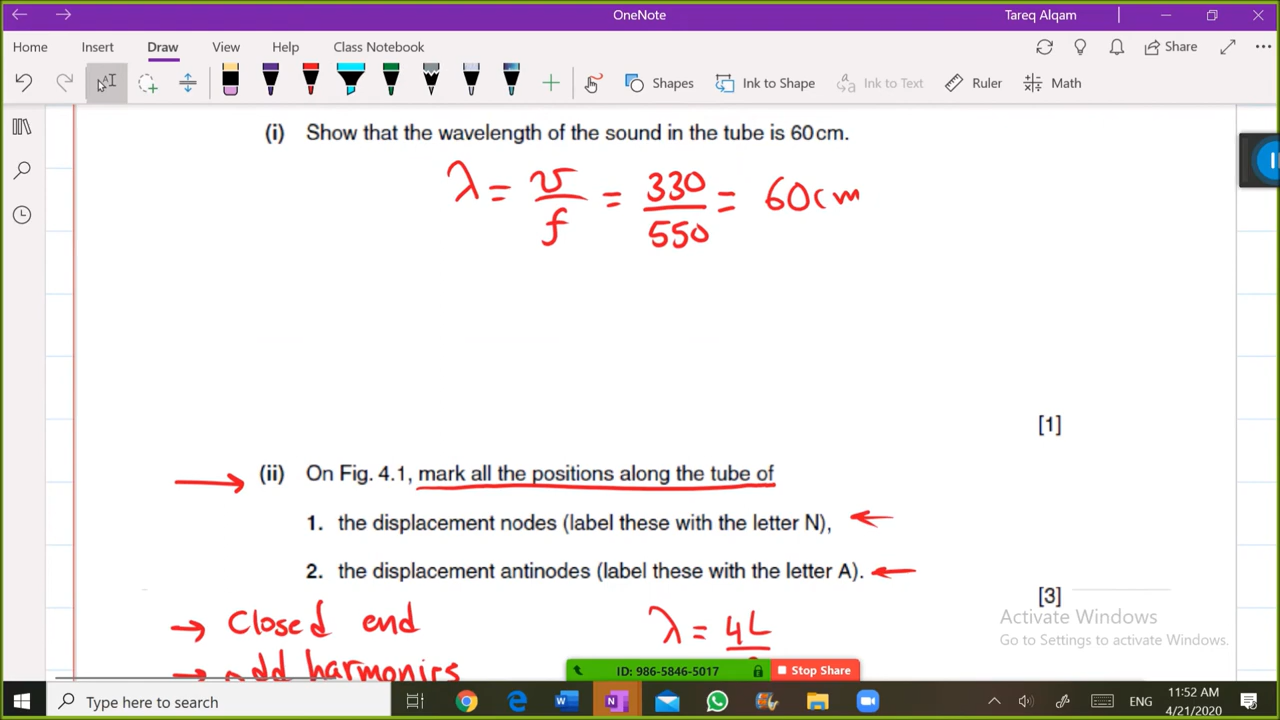 OneNote
Tareq Alqam
Home Insert Draw View Help Class Notebook
Share
Shapes Ink to Shape Ink to Text Ruler Math
(i) Show that the wavelength of the sound in the tube is 60 cm.
λ = v/f = 330/550 = 60cm
[1]
(ii) On Fig. 4.1, mark all the positions along the tube of
1. the displacement nodes (label these with the letter N),
2. the displacement antinodes (label these with the letter A).
[3]
Activate Windows
Go to Settings to activate Windows.
→ Closed end
λ = 4L
→ odd harmonics
ID: 986-5846-5017 Stop Share
Type here to search
ENG
11:52 AM
4/21/2020